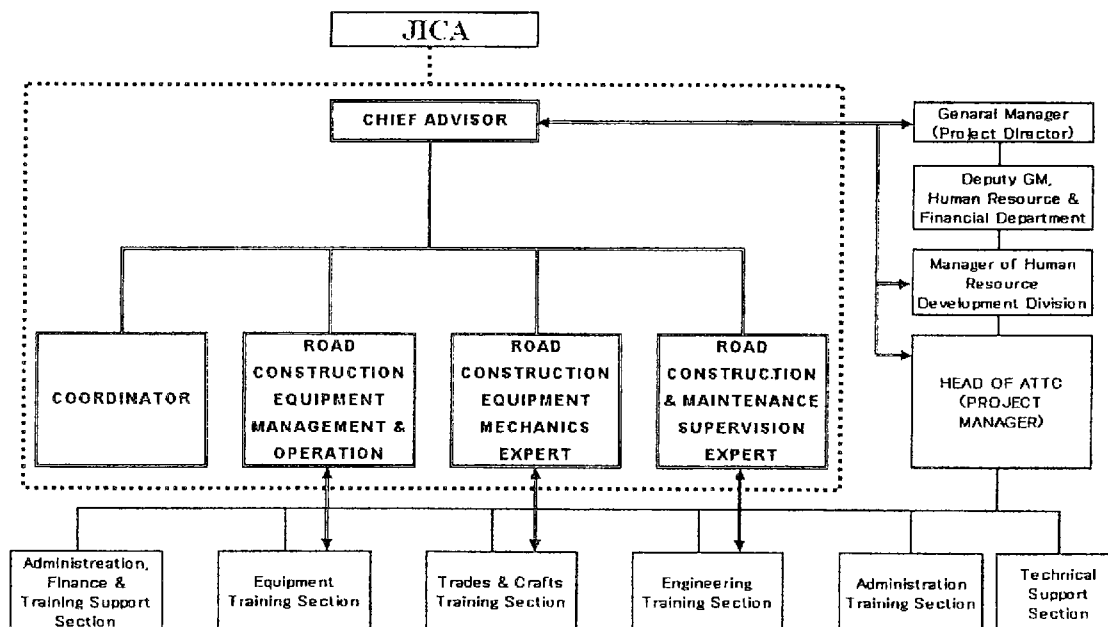 JICA
CHIEF ADVISOR
Genaral Manager
(Project Director)
Deputy GM,
Human Resource &
Financial Department
Manager of Human
Resource
Development Division
HEAD OF ATTC
(PROJECT
MANAGER)
COORDINATOR
ROAD
CONSTRUCTION
EQUIPMENT
MANAGEMENT &
OPERATION
ROAD
CONSTRUCTION
EQUIPMENT
MECHANICS
EXPERT
ROAD
CONSTRUCTION
& MAINTENANCE
SUPERVISION
EXPERT
Administreation,
Finance &
Training Support
Section
Equipment
Training Section
Trades & Crafts
Training Section
Engineering
Training Section
Administration
Training Section
Technical
Support
Section